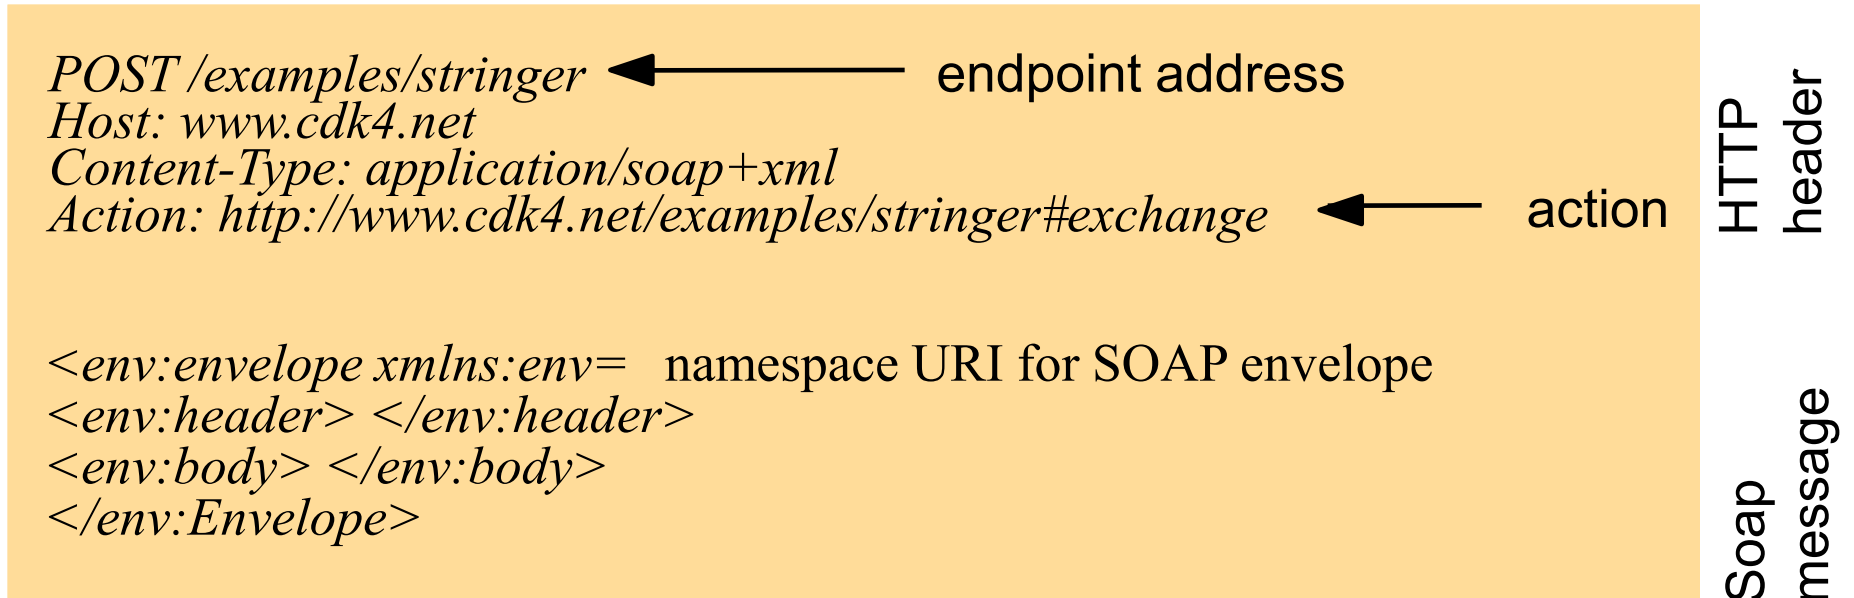 POST /examples/stringer endpoint address
Host: www.cdk4.net
Content-Type: application/soap+xml
Action: http://www.cdk4.net/examples/stringer#exchange action
HTTP
header
<env:envelope xmlns:env= namespace URI for SOAP envelope
<env:header> </env:header>
<env:body> </env:body>
</env:Envelope>
Soap
message